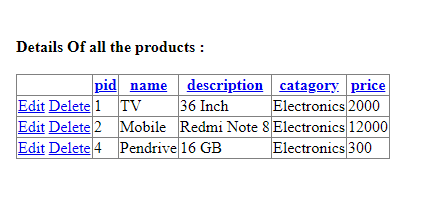 Details Of all the products :
pid name description catagory price
Edit Delete 1 TV 36 Inch Electronics 2000
Edit Delete 2 Mobile Redmi Note 8 Electronics 12000
Edit Delete 4 Pendrive 16 GB Electronics 300